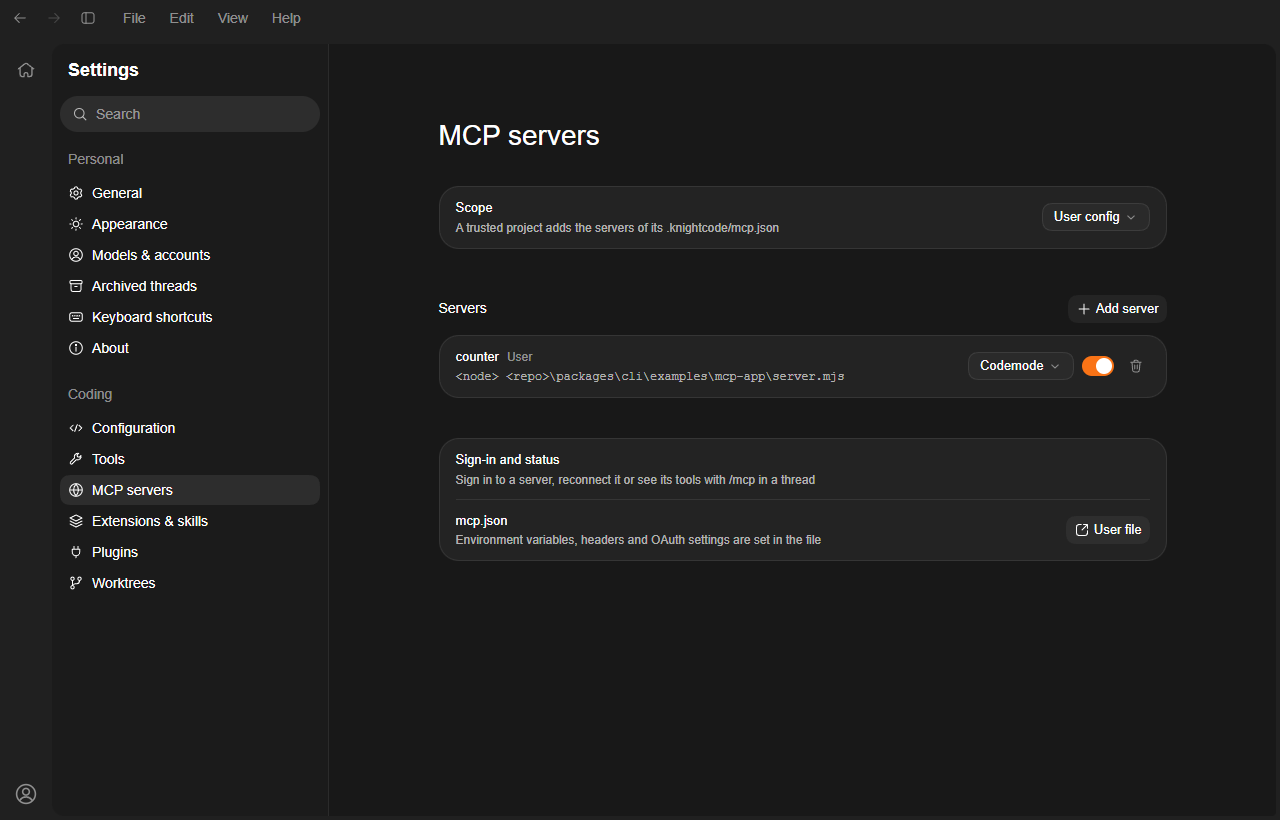 File Edit View Help
Settings
Search
Personal
General
Appearance
Models & accounts
Archived threads
Keyboard shortcuts
About
Coding
Configuration
Tools
MCP servers
Extensions & skills
Plugins
Worktrees
MCP servers
Scope
A trusted project adds the servers of its .knightcode/mcp.json
User config
Servers
Add server
counter User
<node> <repo>\packages\cli\examples\mcp-app\server.mjs
Codemode
Sign-in and status
Sign in to a server, reconnect it or see its tools with /mcp in a thread
mcp.json
Environment variables, headers and OAuth settings are set in the file
User file